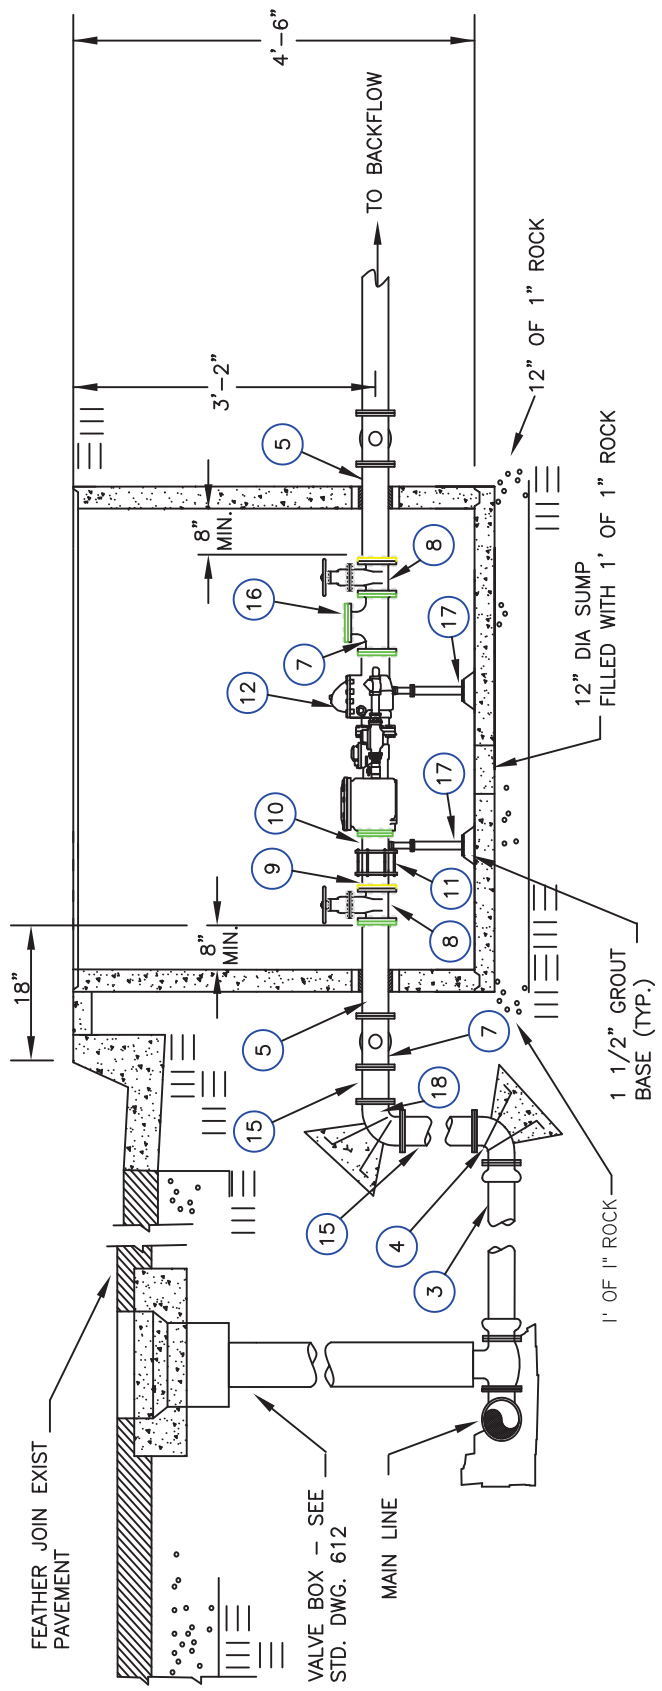 FEATHER JOIN EXIST
PAVEMENT
VALVE BOX – SEE
STD. DWG. 612
MAIN LINE
18"
8"
MIN.
8"
MIN.
3'-2"
4'-6"
TO BACKFLOW
3
4
15
15
18
5
7
8
9
10
11
12
7
16
8
5
17
17
1' OF 1" ROCK
1 1/2" GROUT
BASE (TYP.)
12" DIA SUMP
FILLED WITH 1' OF 1" ROCK
12" OF 1" ROCK